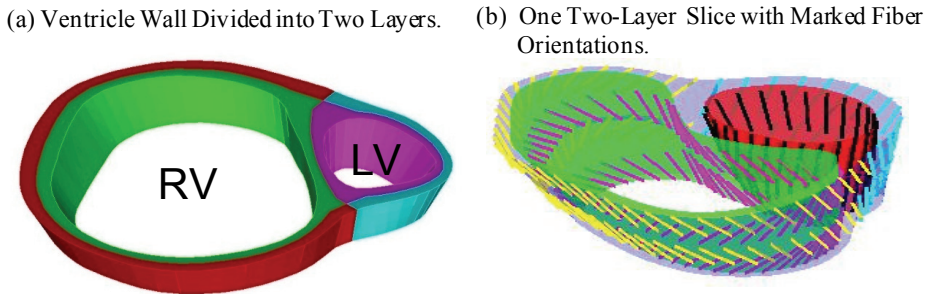 (a) Ventricle Wall Divided into Two Layers.
(b) One Two-Layer Slice with Marked Fiber
Orientations.
RV
LV